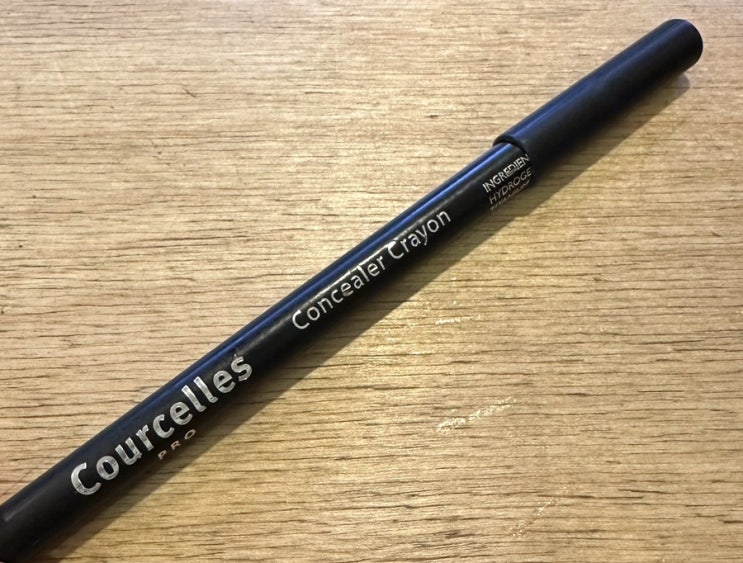 Courcelles
PRO
Concealer Crayon
INGREDIEN
HYDROGE